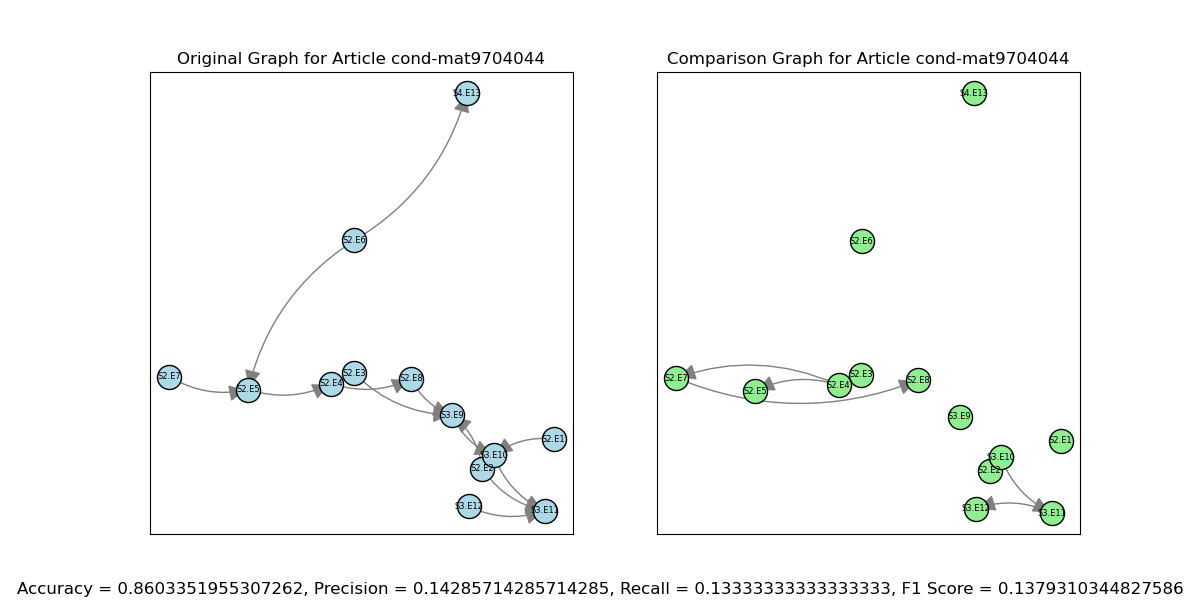 Original Graph for Article cond-mat9704044
Comparison Graph for Article cond-mat9704044
S4.E13
S4.E13
S2.E6
S2.E6
S2.E7
S2.E5
S2.E4
S2.E3
S2.E8
S3.E9
S2.E1
S3.E10
S2.E2
S3.E12
S3.E11
S2.E7
S2.E5
S2.E4
S2.E3
S2.E8
S3.E9
S2.E1
S3.E10
S2.E2
S3.E12
S3.E11
Accuracy = 0.8603351955307262, Precision = 0.14285714285714285, Recall = 0.13333333333333333, F1 Score = 0.13793103448​27586